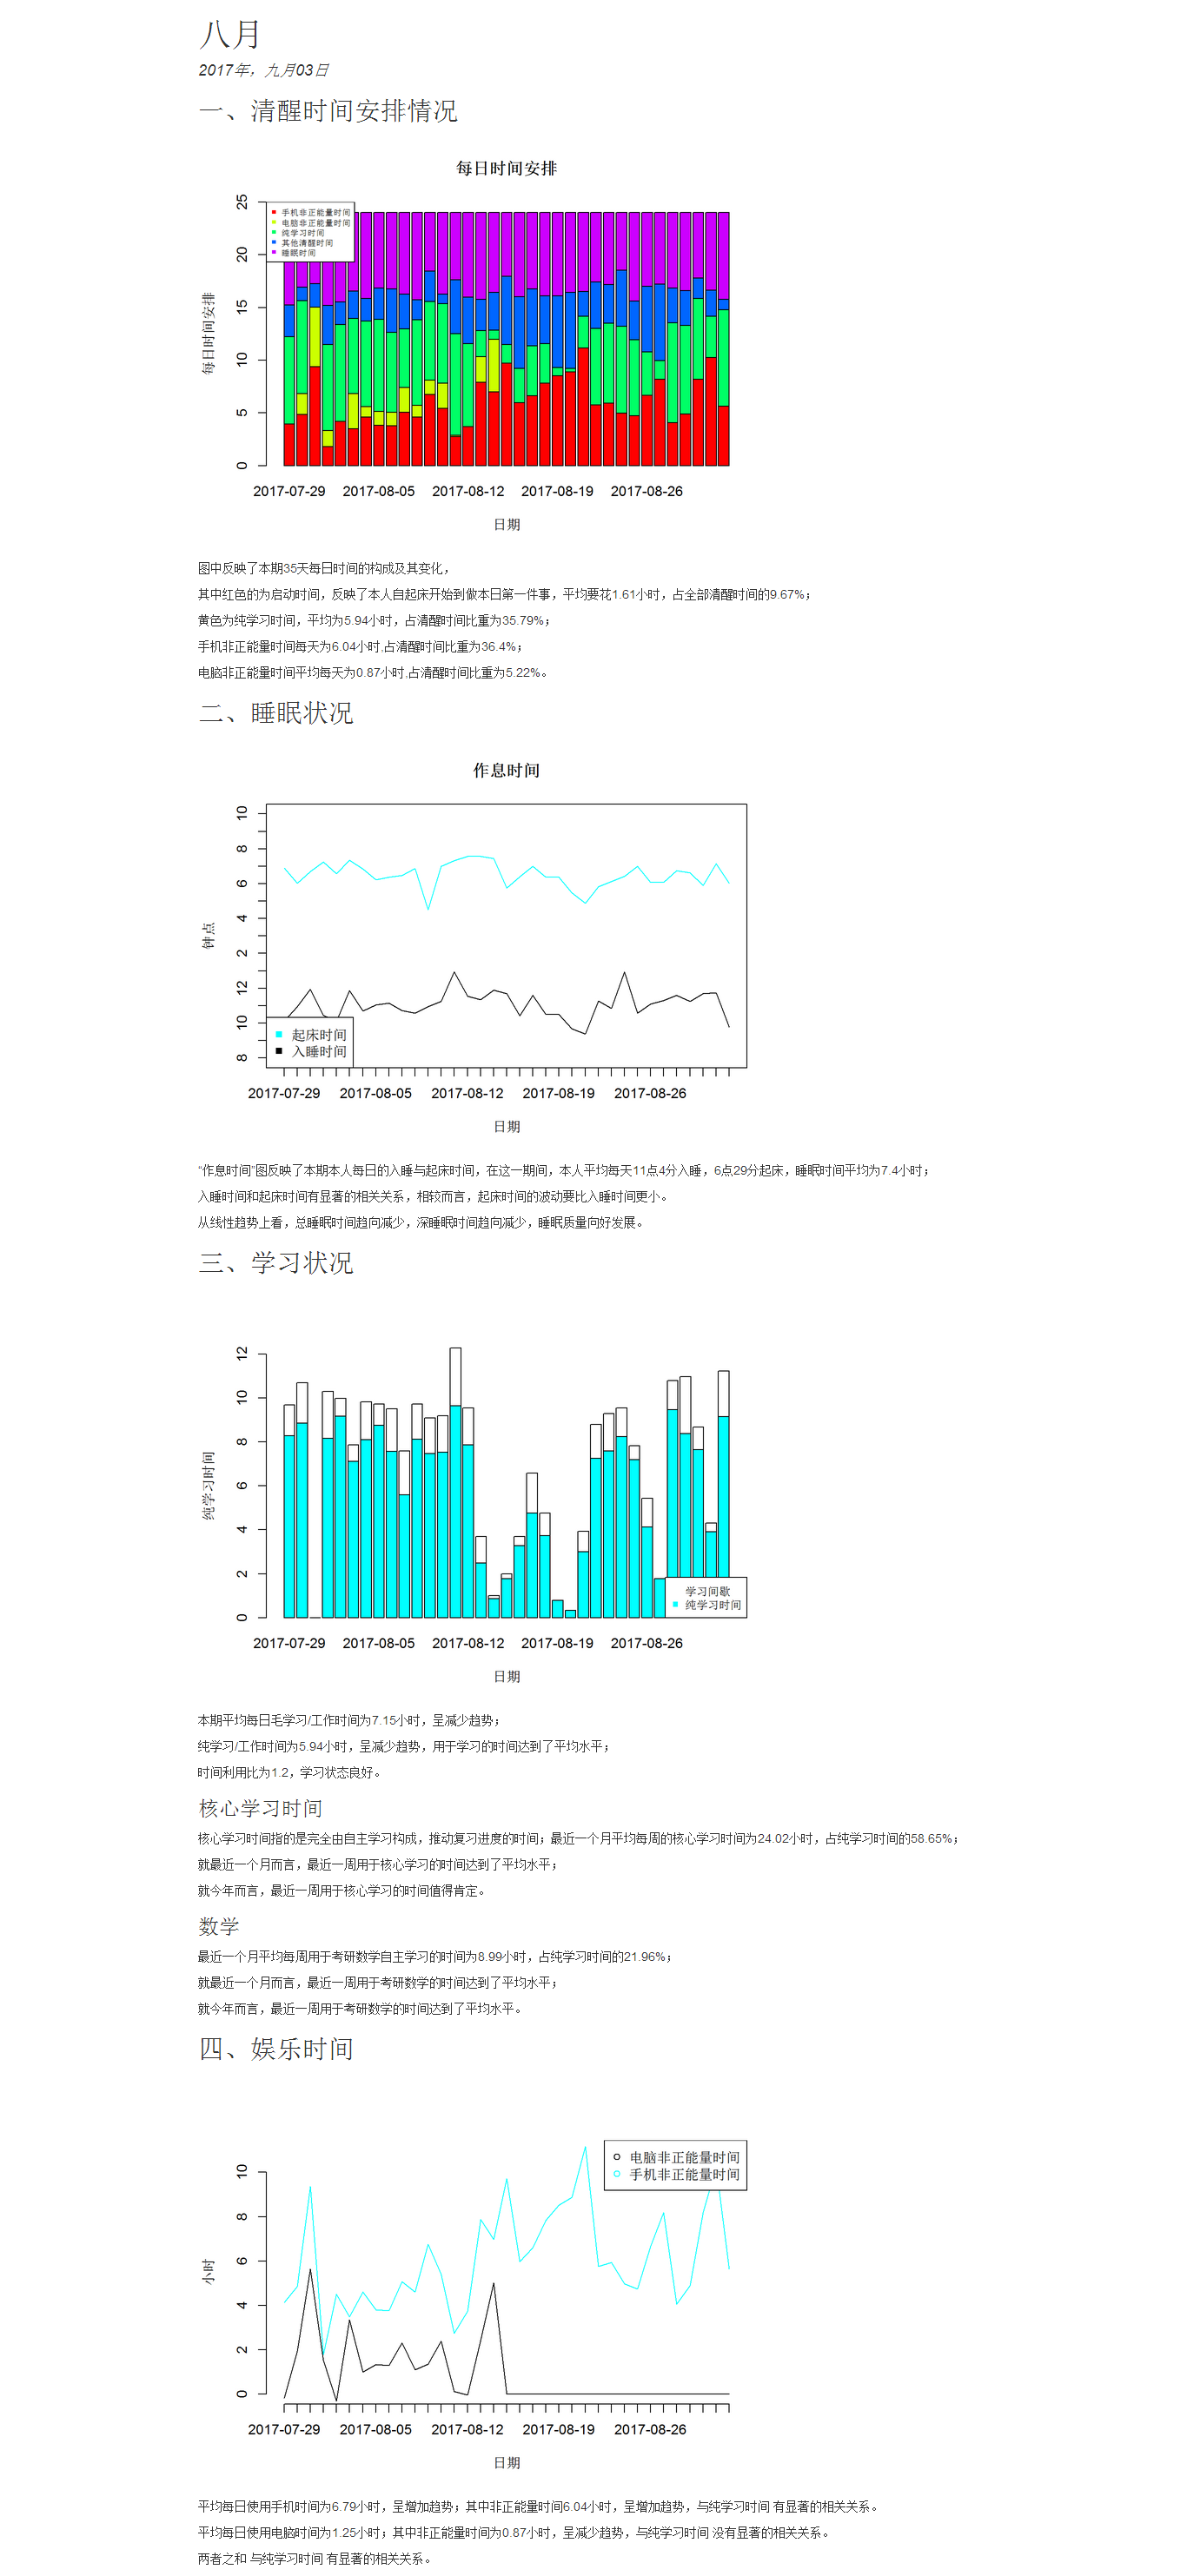 八月
2017年，九月03日
一、清醒时间安排情况
每日时间安排
手机非正能量时间
电脑非正能量时间
纯学习时间
其他清醒时间
睡眠时间
每日时间安排
25
20
15
10
5
0
2017-07-29 2017-08-05 2017-08-12 2017-08-19 2017-08-26
日期
图中反映了本期35天每日时间的构成及其变化，
其中红色的为启动时间，反映了本人自起床开始到做本日第一件事，平均要花1.61小时，占全部清醒时间的9.67%；
黄色为纯学习时间，平均为5.94小时，占清醒时间比重为35.79%；
手机非正能量时间每天为6.04小时,占清醒时间比重为36.4%；
电脑非正能量时间平均每天为0.87小时,占清醒时间比重为5.22%。
二、睡眠状况
作息时间
钟点
10
8
6
4
2
12
10
8
起床时间
入睡时间
2017-07-29 2017-08-05 2017-08-12 2017-08-19 2017-08-26
日期
“作息时间”图反映了本期本人每日的入睡与起床时间，在这一期间，本人平均每天11点4分入睡，6点29分起床，睡眠时间平均为7.4小时；
入睡时间和起床时间有显著的相关关系，相较而言，起床时间的波动要比入睡时间更小。
从线性趋势上看，总睡眠时间趋向减少，深睡眠时间趋向减少，睡眠质量向好发展。
三、学习状况
纯学习时间
12
10
8
6
4
2
0
学习间歇
纯学习时间
2017-07-29 2017-08-05 2017-08-12 2017-08-19 2017-08-26
日期
本期平均每日毛学习/工作时间为7.15小时，呈减少趋势；
纯学习/工作时间为5.94小时，呈减少趋势，用于学习的时间达到了平均水平；
时间利用比为1.2，学习状态良好。
核心学习时间
核心学习时间指的是完全由自主学习构成，推动复习进度的时间；最近一个月平均每周的核心学习时间为24.02小时，占纯学习时间的58.65%；
就最近一个月而言，最近一周用于核心学习的时间达到了平均水平；
就今年而言，最近一周用于核心学习的时间值得肯定。
数学
最近一个月平均每周用于考研数学自主学习的时间为8.99小时，占纯学习时间的21.96%；
就最近一个月而言，最近一周用于考研数学的时间达到了平均水平；
就今年而言，最近一周用于考研数学的时间达到了平均水平。
四、娱乐时间
电脑非正能量时间
手机非正能量时间
小时
10
8
6
4
2
0
2017-07-29 2017-08-05 2017-08-12 2017-08-19 2017-08-26
日期
平均每日使用手机时间为6.79小时，呈增加趋势；其中非正能量时间6.04小时，呈增加趋势，与纯学习时间 有显著的相关关系。
平均每日使用电脑时间为1.25小时；其中非正能量时间为0.87小时，呈减少趋势，与纯学习时间 没有显著的相关关系。
两者之和 与纯学习时间 有显著的相关关系。